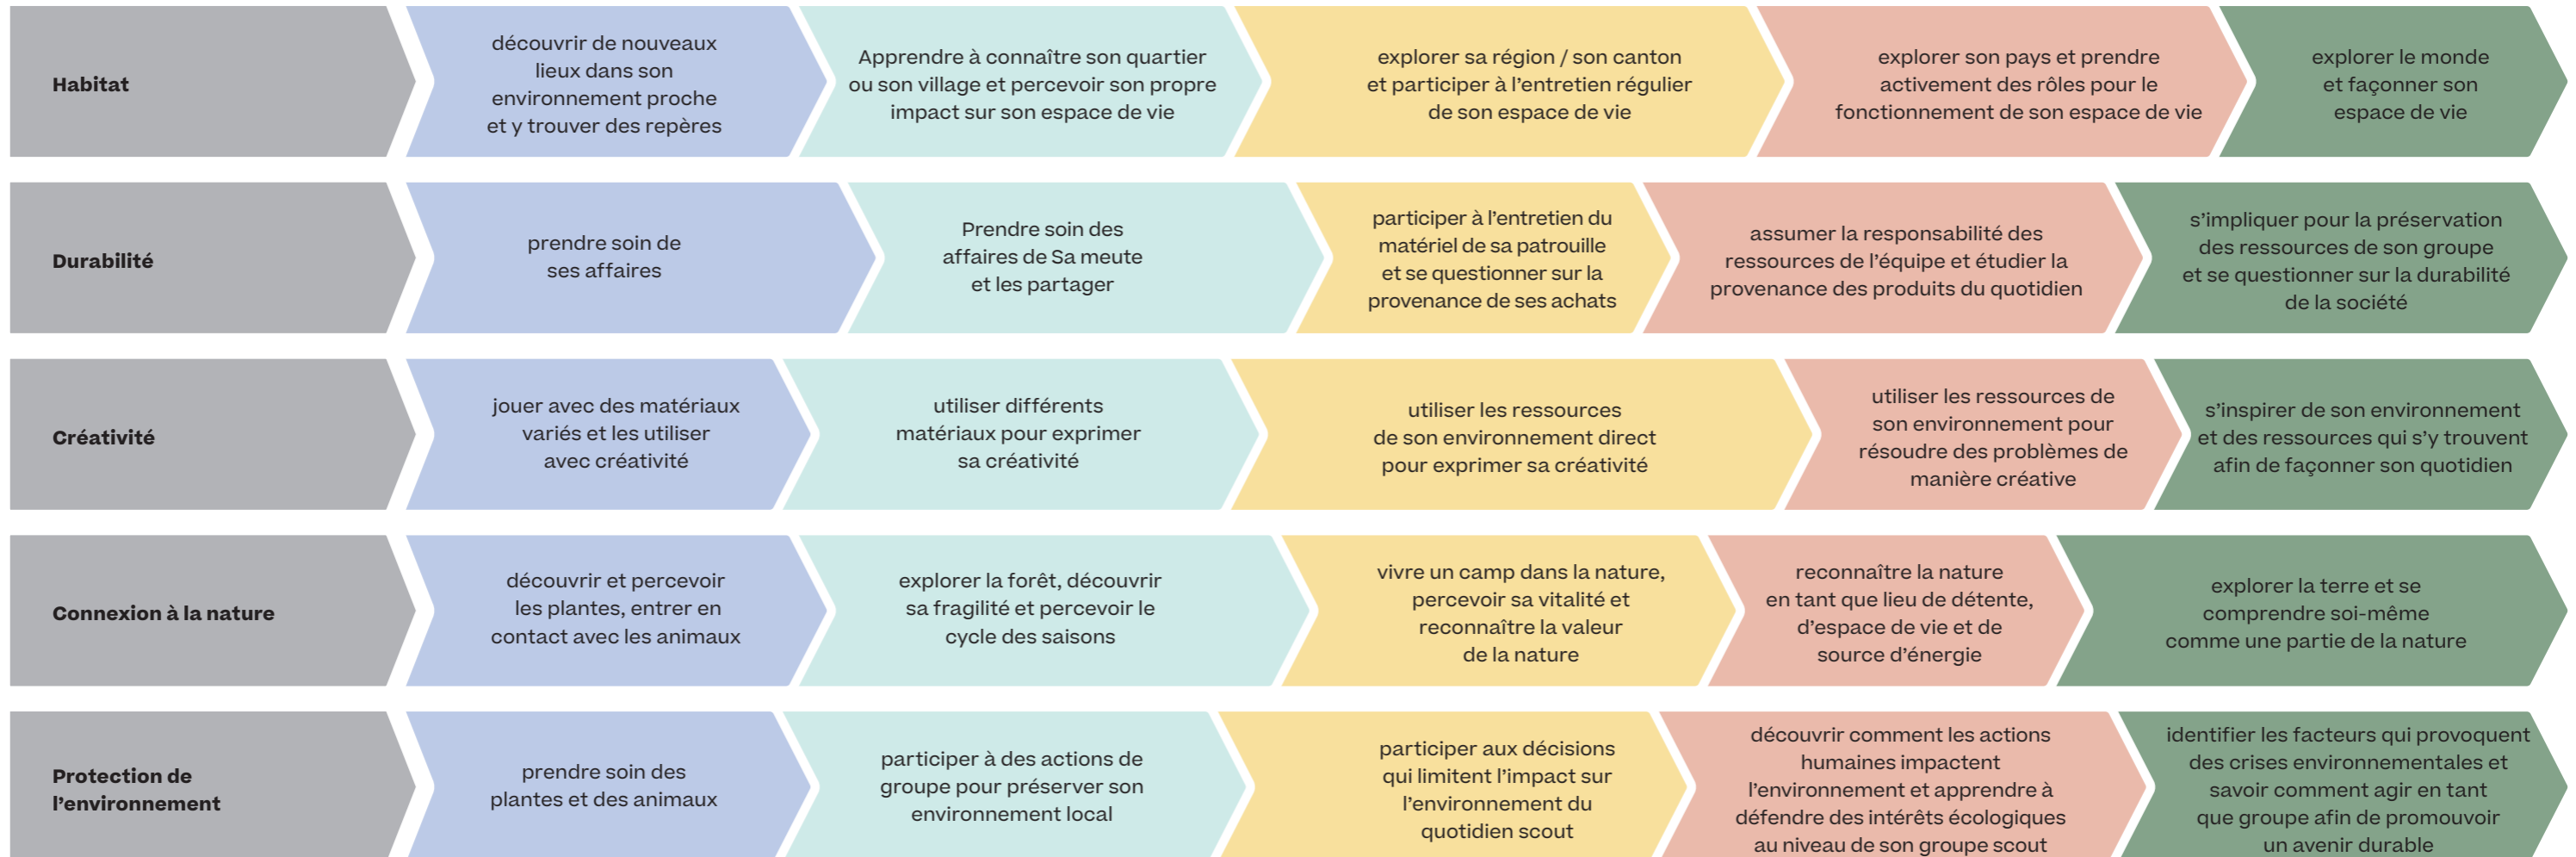 Habitat
découvrir de nouveaux
lieux dans son
environnement proche
et y trouver des repères
Apprendre à connaître son quartier
ou son village et percevoir son propre
impact sur son espace de vie
explorer sa région / son canton
et participer à l’entretien régulier
de son espace de vie
explorer son pays et prendre
activement des rôles pour le
fonctionnement de son espace de vie
explorer le monde
et façonner son
espace de vie
Durabilité
prendre soin de
ses affaires
Prendre soin des
affaires de Sa meute
et les partager
participer à l’entretien du
matériel de sa patrouille
et se questionner sur la
provenance de ses achats
assumer la responsabilité des
ressources de l’équipe et étudier la
provenance des produits du quotidien
s’impliquer pour la préservation
des ressources de son groupe
et se questionner sur la durabilité
de la société
Créativité
jouer avec des matériaux
variés et les utiliser
avec créativité
utiliser différents
matériaux pour exprimer
sa créativité
utiliser les ressources
de son environnement direct
pour exprimer sa créativité
utiliser les ressources de
son environnement pour
résoudre des problèmes de
manière créative
s’inspirer de son environnement
et des ressources qui s’y trouvent
afin de façonner son quotidien
Connexion à la nature
découvrir et percevoir
les plantes, entrer en
contact avec les animaux
explorer la forêt, découvrir
sa fragilité et percevoir le
cycle des saisons
vivre un camp dans la nature,
percevoir sa vitalité et
reconnaître la valeur
de la nature
reconnaître la nature
en tant que lieu de détente,
d’espace de vie et de
source d’énergie
explorer la terre et se
comprendre soi-même
comme une partie de la nature
Protection de
l’environnement
prendre soin des
plantes et des animaux
participer à des actions de
groupe pour préserver son
environnement local
participer aux décisions
qui limitent l’impact sur
l’environnement du
quotidien scout
découvrir comment les actions
humaines impactent
l’environnement et apprendre à
défendre des intérêts écologiques
au niveau de son groupe scout
identifier les facteurs qui provoquent
des crises environnementales et
savoir comment agir en tant
que groupe afin de promouvoir
un avenir durable